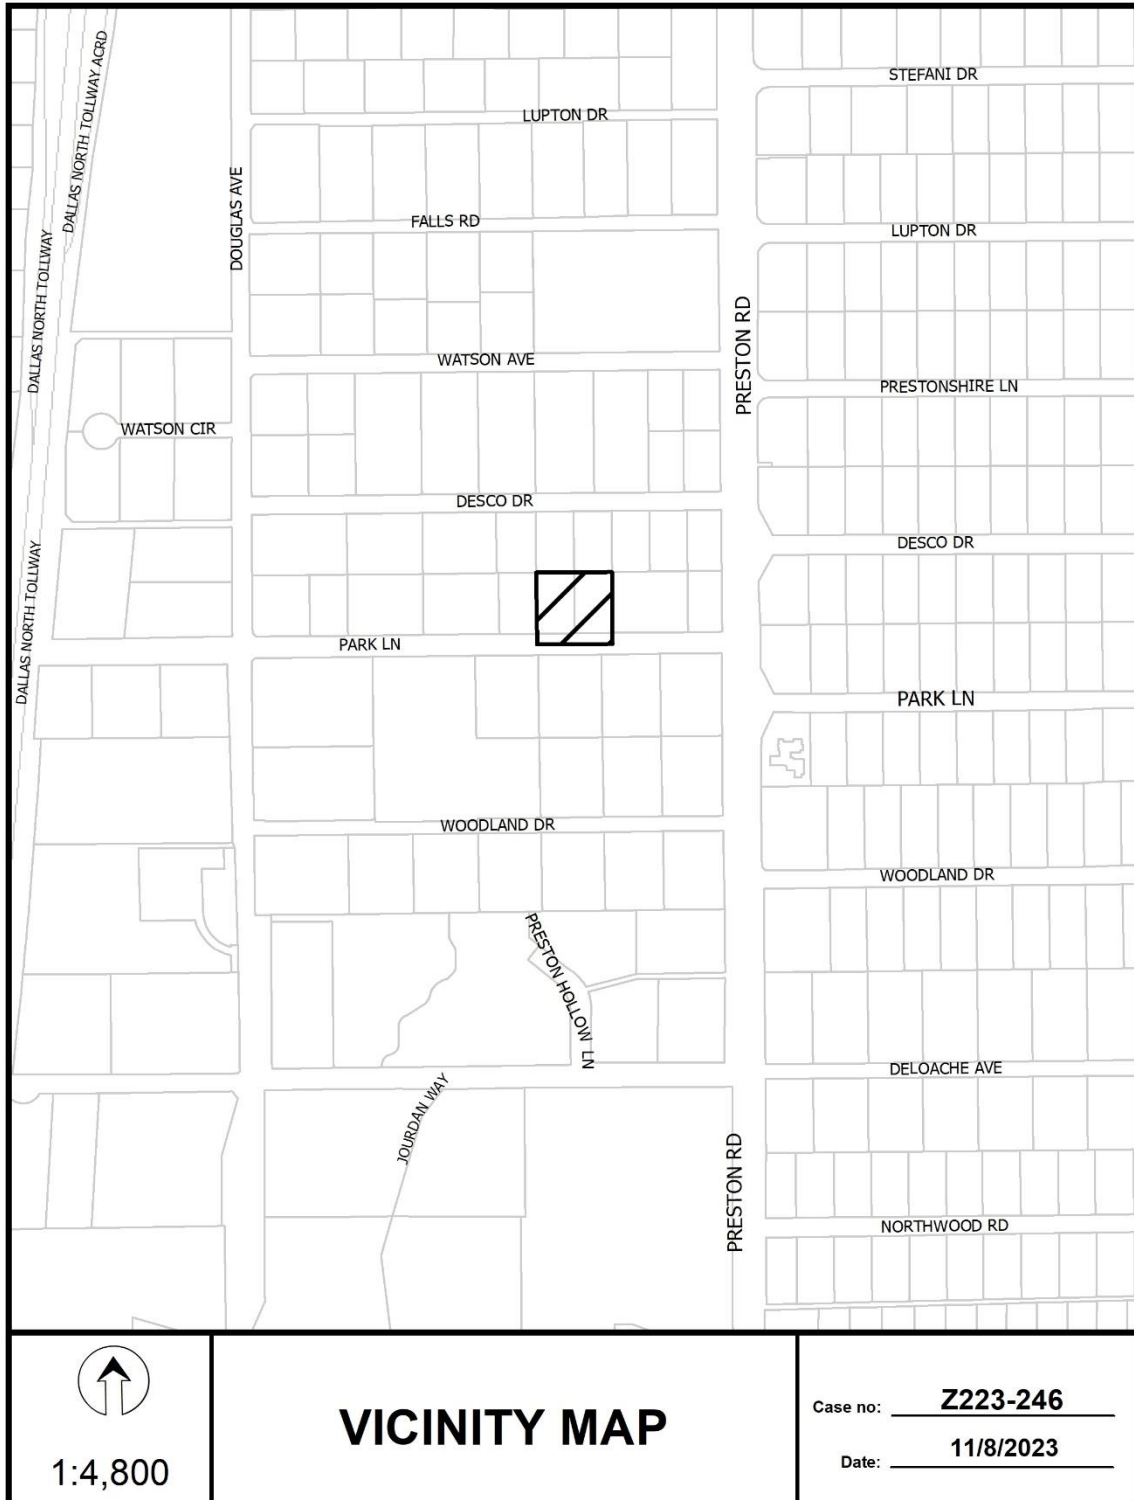 STEFANI DR
LUPTON DR
DALLAS NORTH TOLLWAY ACRD
DOUGLAS AVE
FALLS RD
LUPTON DR
DALLAS NORTH TOLLWAY
PRESTON RD
WATSON AVE
PRESTONSHIRE LN
WATSON CIR
DESCO DR
DESCO DR
DALLAS NORTH TOLLWAY
PARK LN
PARK LN
WOODLAND DR
WOODLAND DR
PRESTON HOLLOW LN
DELOACHE AVE
JOURDAN WAY
PRESTON RD
NORTHWOOD RD
1:4,800
VICINITY MAP
Case no: Z223-246
Date: 11/8/2023